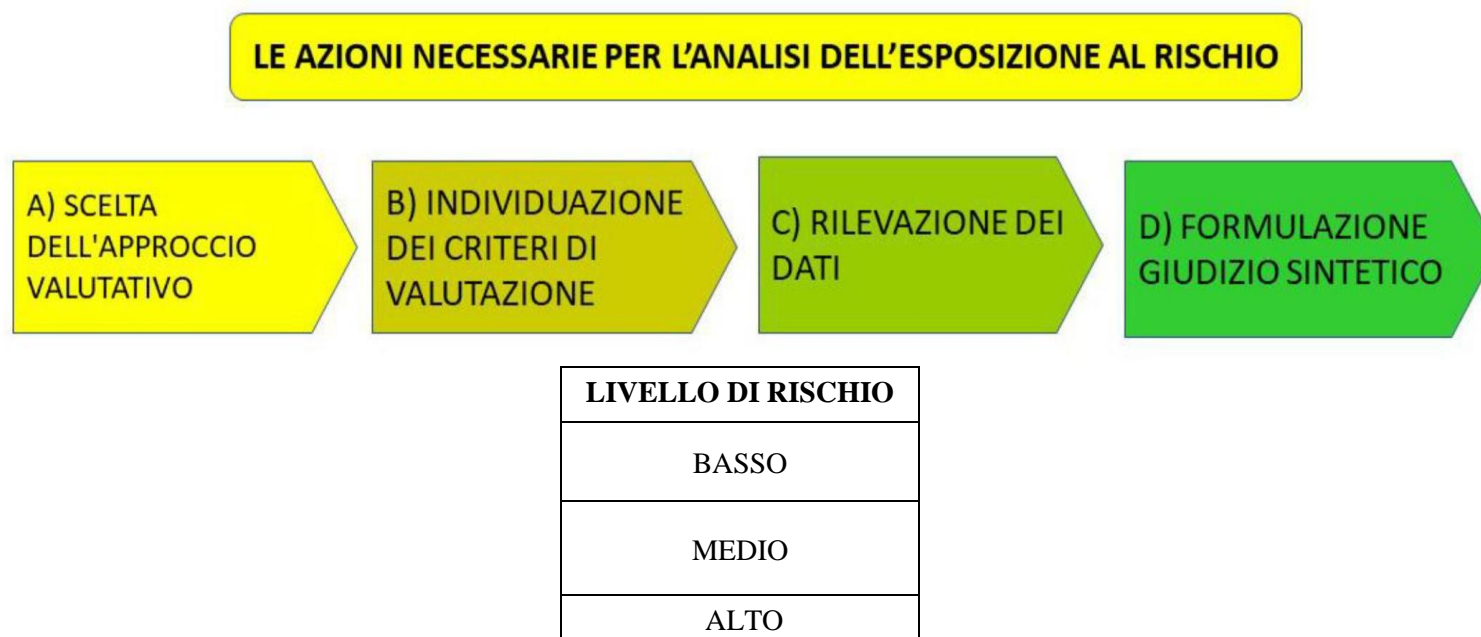 LE AZIONI NECESSARIE PER L'ANALISI DELL'ESPOSIZIONE AL RISCHIO
A) SCELTA
DELL'APPROCCIO
VALUTATIVO
B) INDIVIDUAZIONE
DEI CRITERI DI
VALUTAZIONE
C) RILEVAZIONE DEI
DATI
D) FORMULAZIONE
GIUDIZIO SINTETICO
LIVELLO DI RISCHIO
BASSO
MEDIO
ALTO